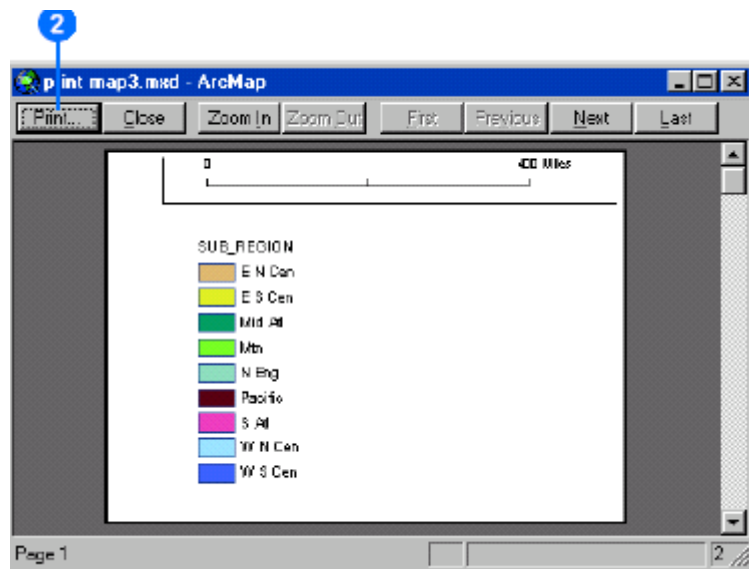 2
print map3.mxd - ArcMap
Print... Close Zoom In Zoom Out First Previous Next Last
0 400 Miles
SUB_REGION
E N Cen
E S Cen
Mid Atl
Mtn
N Eng
Pacific
S Atl
W N Cen
W S Cen
Page 1 2